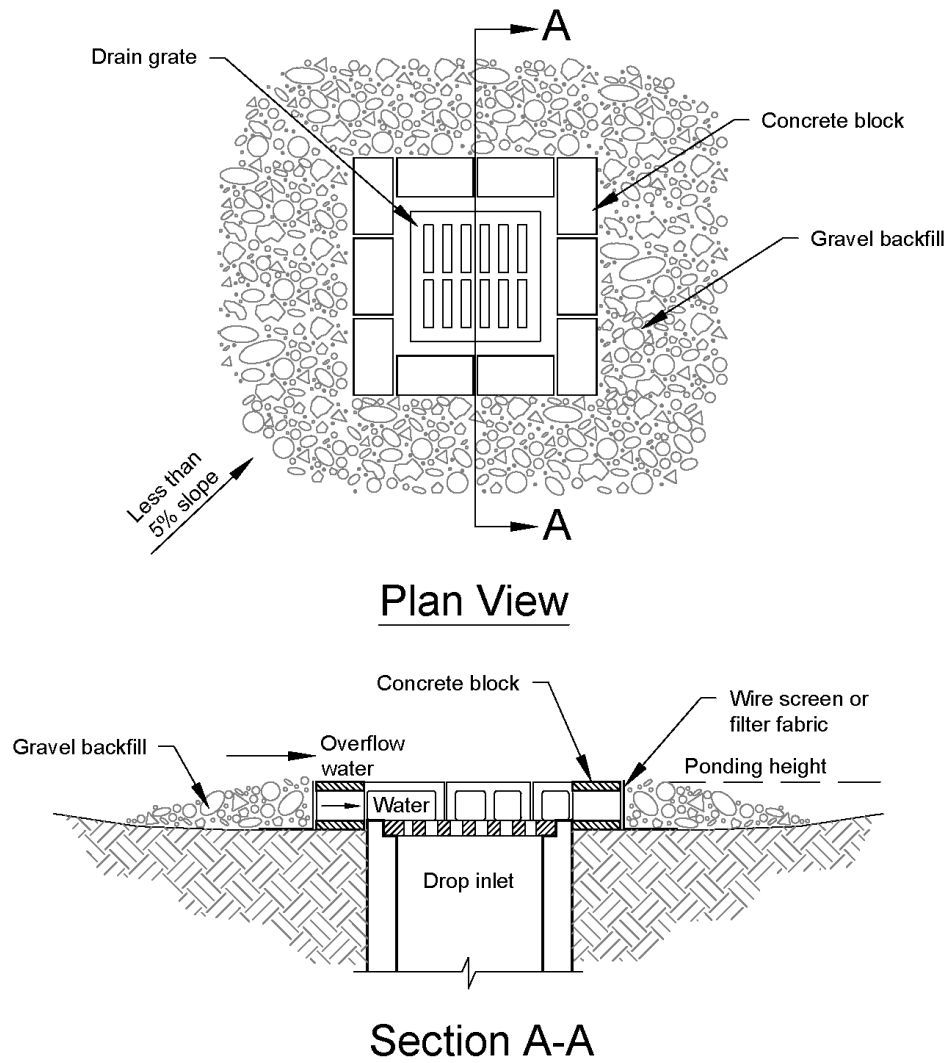 A
Drain grate
Concrete block
Gravel backfill
Less than
5% slope
A
Plan View
Concrete block
Wire screen or
filter fabric
Gravel backfill
Overflow
water
Ponding height
Water
Drop inlet
Section A-A